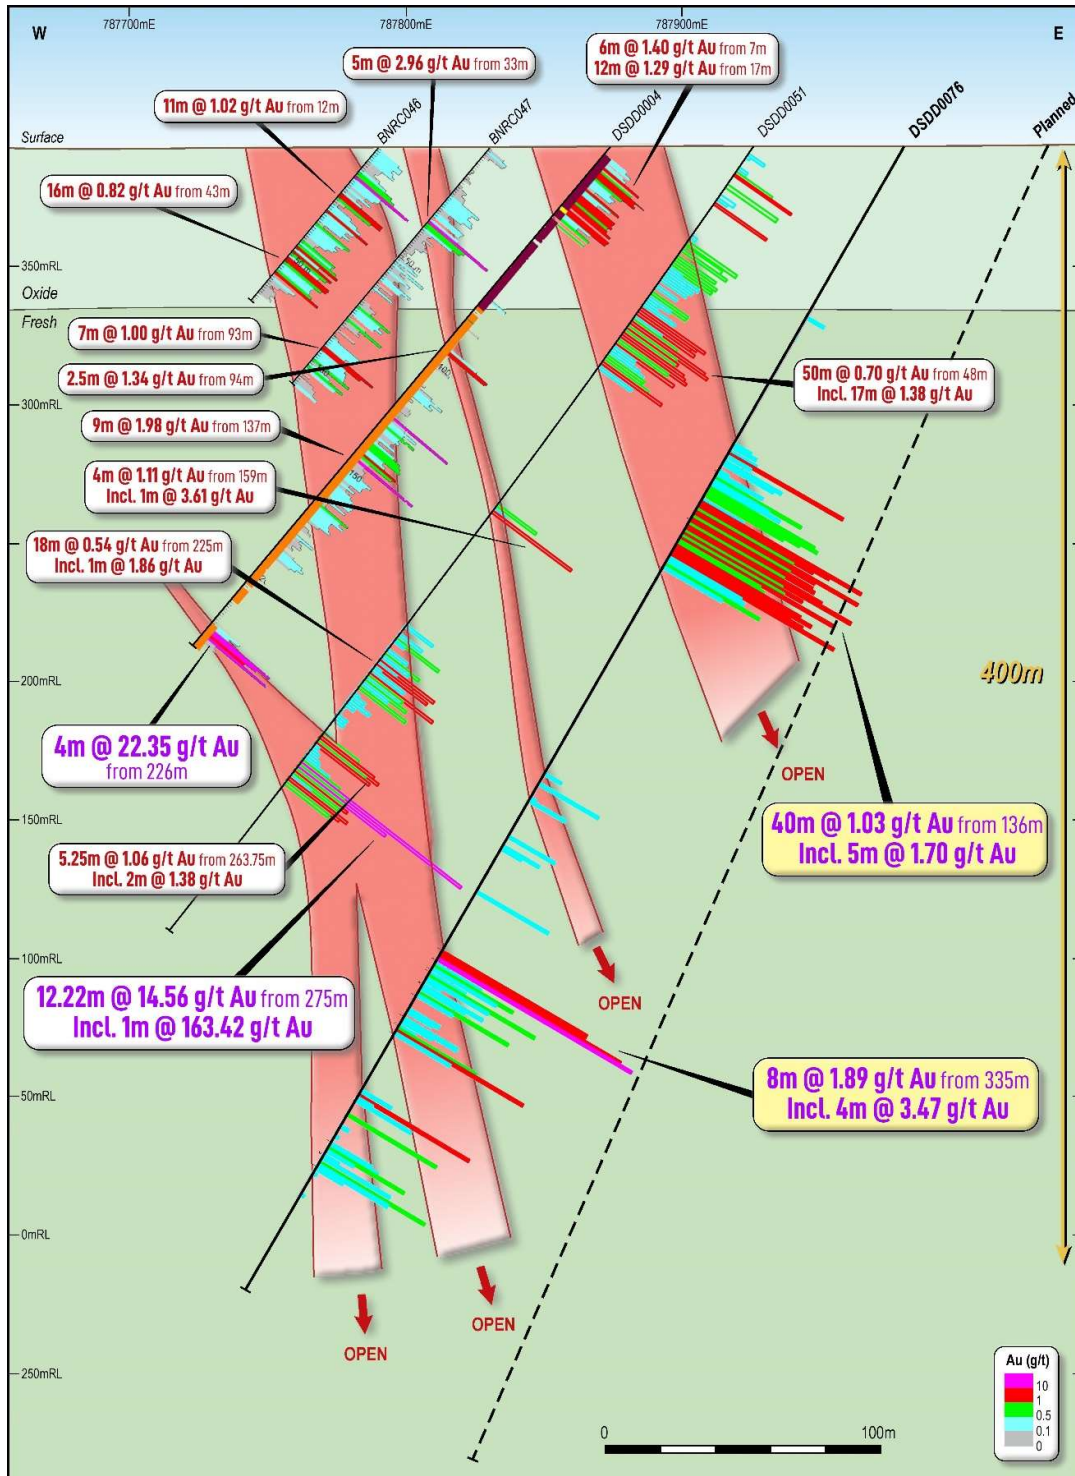 787700mE
787800mE
787900mE
W
E
5m @ 2.96 g/t Au from 33m
6m @ 1.40 g/t Au from 7m
12m @ 1.29 g/t Au from 17m
11m @ 1.02 g/t Au from 12m
BNRC046
BNRC047
DSDD0004
DSDD0051
DSDD0076
Planned
Surface
16m @ 0.82 g/t Au from 43m
350mRL
Oxide
Fresh
7m @ 1.00 g/t Au from 93m
2.5m @ 1.34 g/t Au from 94m
50m @ 0.70 g/t Au from 48m
Incl. 17m @ 1.38 g/t Au
300mRL
9m @ 1.98 g/t Au from 137m
4m @ 1.11 g/t Au from 159m
Incl. 1m @ 3.61 g/t Au
150
18m @ 0.54 g/t Au from 225m
Incl. 1m @ 1.86 g/t Au
200mRL
400m
4m @ 22.35 g/t Au
from 226m
OPEN
150mRL
40m @ 1.03 g/t Au from 136m
Incl. 5m @ 1.70 g/t Au
5.25m @ 1.06 g/t Au from 263.75m
Incl. 2m @ 1.38 g/t Au
100mRL
12.22m @ 14.56 g/t Au from 275m
Incl. 1m @ 163.42 g/t Au
OPEN
8m @ 1.89 g/t Au from 335m
Incl. 4m @ 3.47 g/t Au
50mRL
0mRL
OPEN
OPEN
250mRL
Au (g/t)
10
1
0.5
0.1
0
0
100m